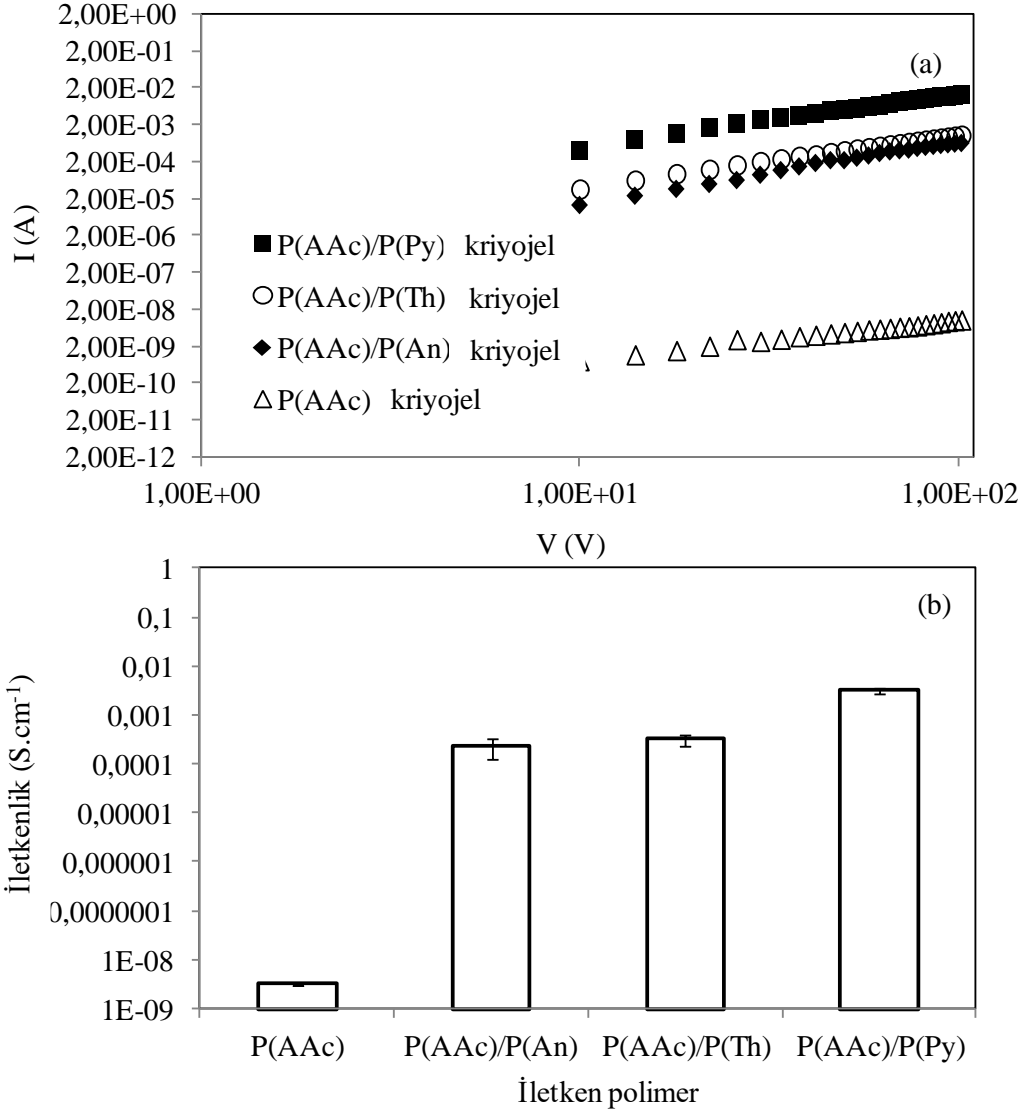 2,00E+00
2,00E-01
2,00E-02
2,00E-03
2,00E-04
2,00E-05
2,00E-06
2,00E-07
2,00E-08
2,00E-09
2,00E-10
2,00E-11
2,00E-12
I (A)
(a)
P(AAc)/P(Py) kriyojel
P(AAc)/P(Th) kriyojel
P(AAc)/P(An) kriyojel
P(AAc) kriyojel
1,00E+00 1,00E+01 1,00E+02
V (V)
1
0,1
0,01
0,001
0,0001
0,00001
0,000001
0,0000001
1E-08
1E-09
İletkenlik (S.cm⁻¹)
(b)
P(AAc) P(AAc)/P(An) P(AAc)/P(Th) P(AAc)/P(Py)
İletken polimer